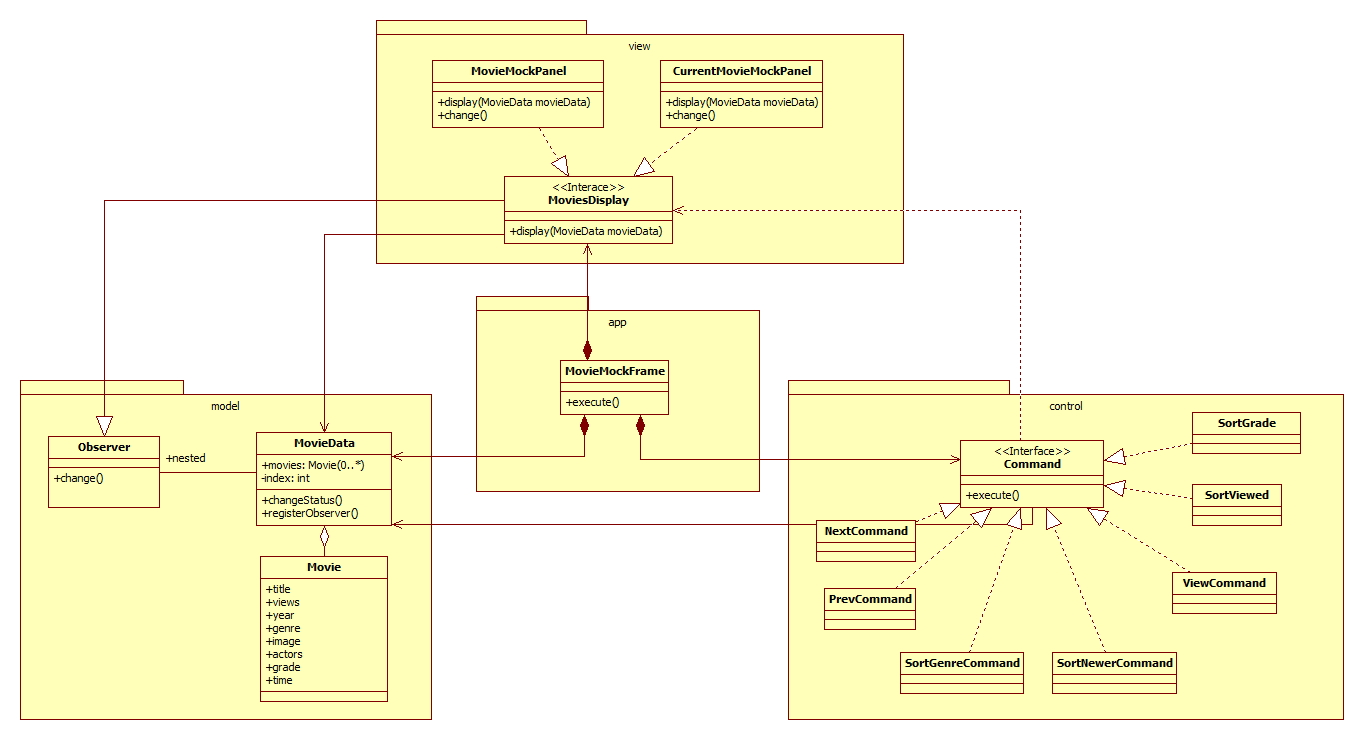 view
MovieMockPanel
+display(MovieData movieData)
+change()
CurrentMovieMockPanel
+display(MovieData movieData)
+change()
<<Interace>>
MoviesDisplay
+display(MovieData movieData)
app
MovieMockFrame
+execute()
model
Observer
+change()
+nested
MovieData
+movies: Movie(0..*)
-index: int
+changeStatus()
+registerObserver()
Movie
+title
+views
+year
+genre
+image
+actors
+grade
+time
control
<<Interface>>
Command
+execute()
SortGrade
SortViewed
NextCommand
ViewCommand
PrevCommand
SortGenreCommand
SortNewerCommand